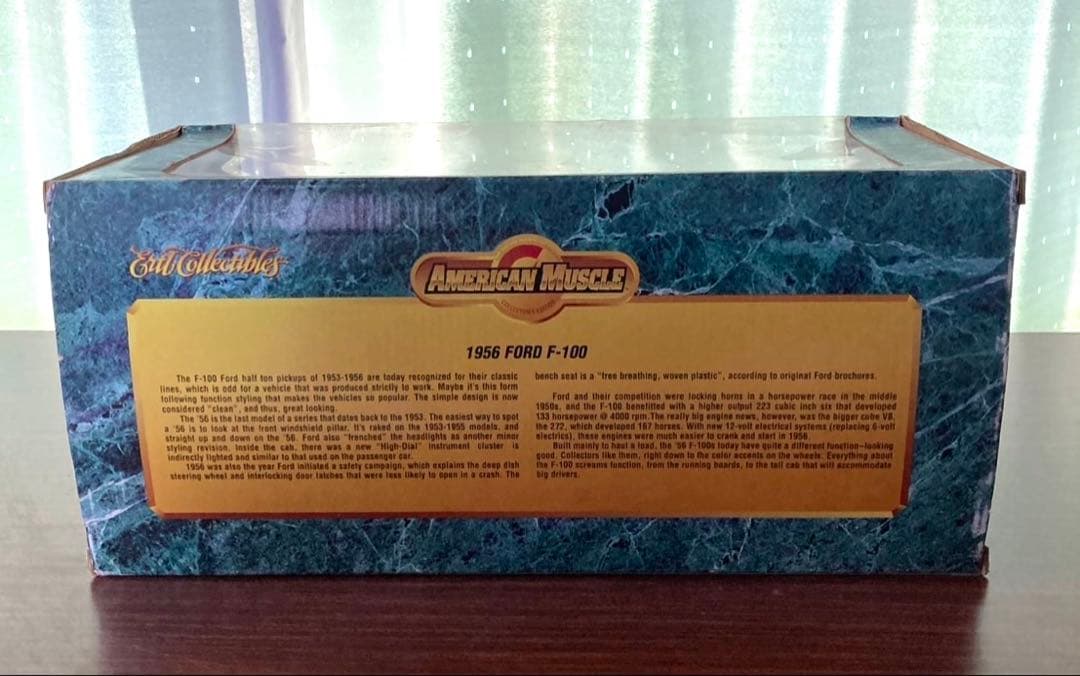 Ertl Collectibles
AMERICAN MUSCLE
COLLECTOR'S EDITION
1956 FORD F-100
The F-100 Ford half ton pickups of 1953-1956 are today recognized for their classic
lines, which is odd for a vehicle that was produced strictly to work. Maybe it's this form
following function styling that makes the vehicles so popular. The simple design is now
considered "clean", and thus, great looking.
The '56 is the last model of a series that dates back to the 1953. The easiest way to spot
a '56 is to look at the front windshield pillar. It's raked on the 1953-1955 models, and
straight up and down on the '56. Ford also "frenched" the headlights as another minor
styling revision. Inside the cab, there was a new "High-Dial" instrument cluster is
indirectly lighted and similar to that used on the passenger car.
1956 was also the year Ford initiated a safety campaign, which explains the deep dish
steering wheel and interlocking door latches that were less likely to open in a crash. The
bench seat is a "free breathing, woven plastic", according to original Ford brochures.
Ford and their competition were locking horns in a horsepower race in the middle
1950s, and the F-100 benefitted with a higher output 223 cubic inch six that developed
133 horsepower @ 4000 rpm.The really big engine news, however, was the bigger cube V8,
the 272, which developed 167 horses. With new 12-volt electrical systems (replacing 6-volt
electrics), these engines were much easier to crank and start in 1956.
Built mainly to haul a load, the '56 F-100s today have quite a different function-looking
good. Collectors like them, right down to the color accents on the wheels. Everything about
the F-100 screams function, from the running boards, to the tall cab that will accommodate
big drivers.